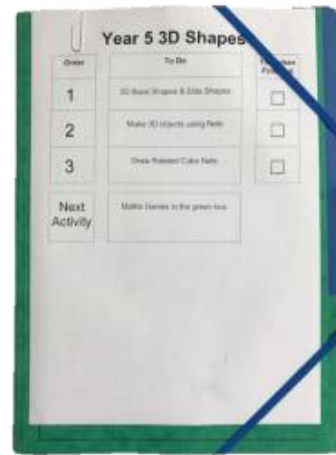 Year 5 3D Shapes
Order To Do
1 3D Base Shapes & Side Shapes
2 Make 3D objects using Nets
3 Draw Rotated Cube Nets
Next Activity Maths Games in the green box